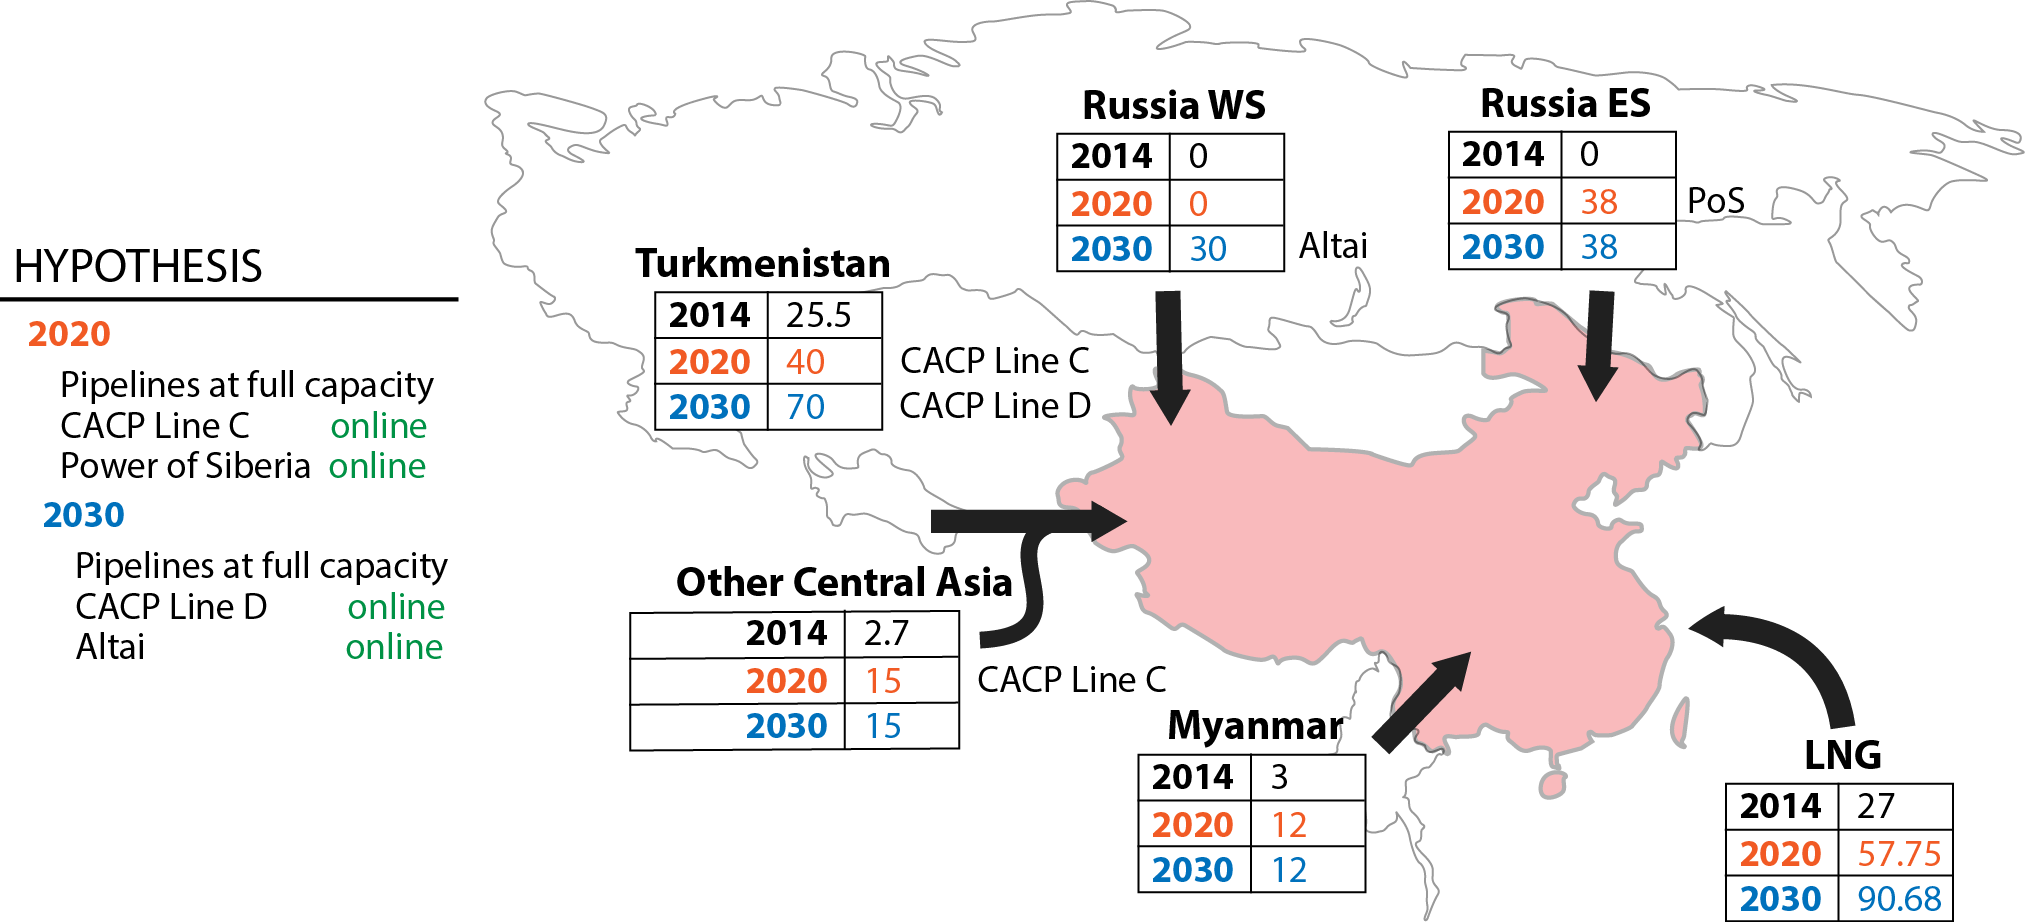 HYPOTHESIS
2020
Pipelines at full capacity
CACP Line C online
Power of Siberia online
2030
Pipelines at full capacity
CACP Line D online
Altai online
Russia WS
2014 0
2020 0
2030 30 Altai
Russia ES
2014 0
2020 38 PoS
2030 38
Turkmenistan
2014 25.5
2020 40 CACP Line C
2030 70 CACP Line D
Other Central Asia
2014 2.7
2020 15 CACP Line C
2030 15
Myanmar
2014 3
2020 12
2030 12
LNG
2014 27
2020 57.75
2030 90.68